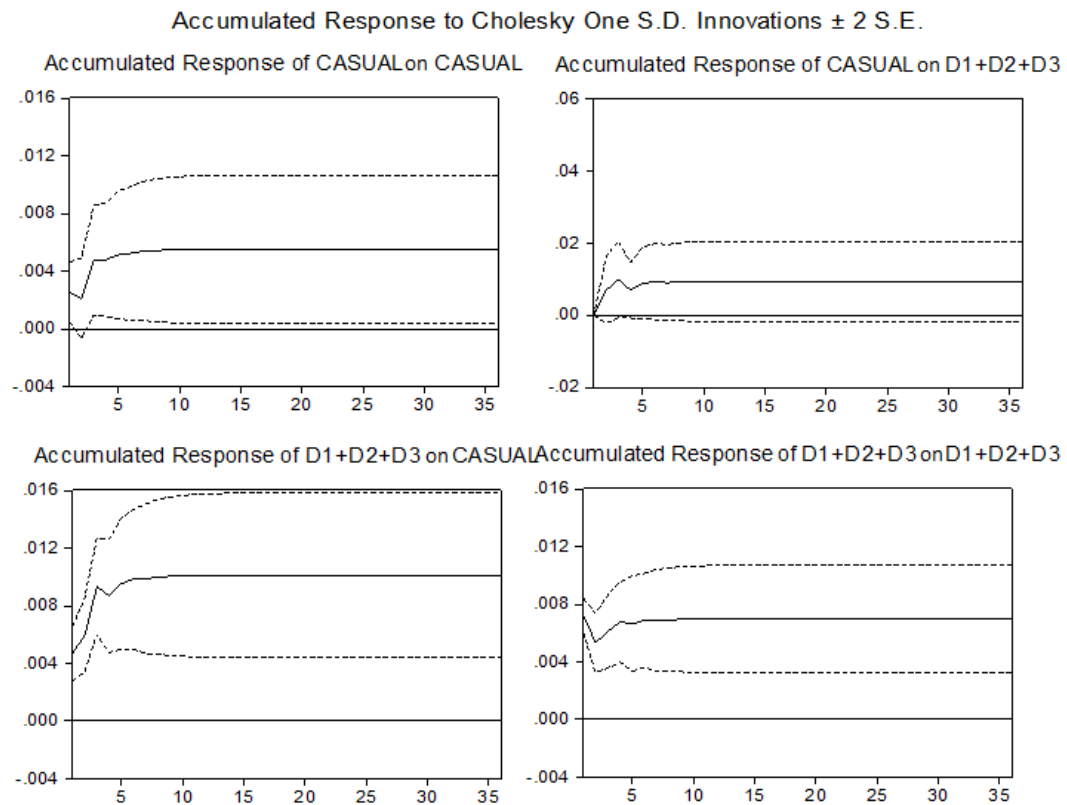 Accumulated Response to Cholesky One S.D. Innovations ± 2 S.E.
Accumulated Response of CASUAL on CASUAL
.016
.012
.008
.004
.000
-.004
5 10 15 20 25 30 35
Accumulated Response of CASUAL on D1+D2+D3
.06
.04
.02
.00
-.02
5 10 15 20 25 30 35
Accumulated Response of D1+D2+D3 on CASUAL
.016
.012
.008
.004
.000
-.004
5 10 15 20 25 30 35
Accumulated Response of D1+D2+D3 on D1+D2+D3
.016
.012
.008
.004
.000
-.004
5 10 15 20 25 30 35